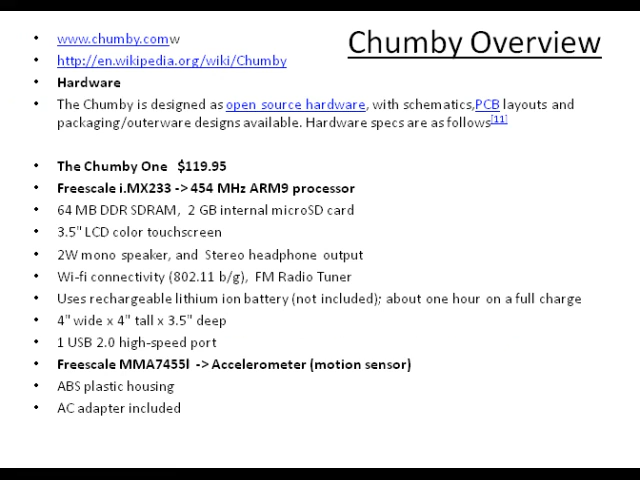 Chumby Overview
www.chumby.comw
http://en.wikipedia.org/wiki/Chumby
Hardware
The Chumby is designed as open source hardware, with schematics,PCB layouts and
packaging/outerware designs available. Hardware specs are as follows[11]
The Chumby One $119.95
Freescale i.MX233 -> 454 MHz ARM9 processor
64 MB DDR SDRAM, 2 GB internal microSD card
3.5" LCD color touchscreen
2W mono speaker, and Stereo headphone output
Wi-fi connectivity (802.11 b/g), FM Radio Tuner
Uses rechargeable lithium ion battery (not included); about one hour on a full charge
4" wide x 4" tall x 3.5" deep
1 USB 2.0 high-speed port
Freescale MMA7455l -> Accelerometer (motion sensor)
ABS plastic housing
AC adapter included